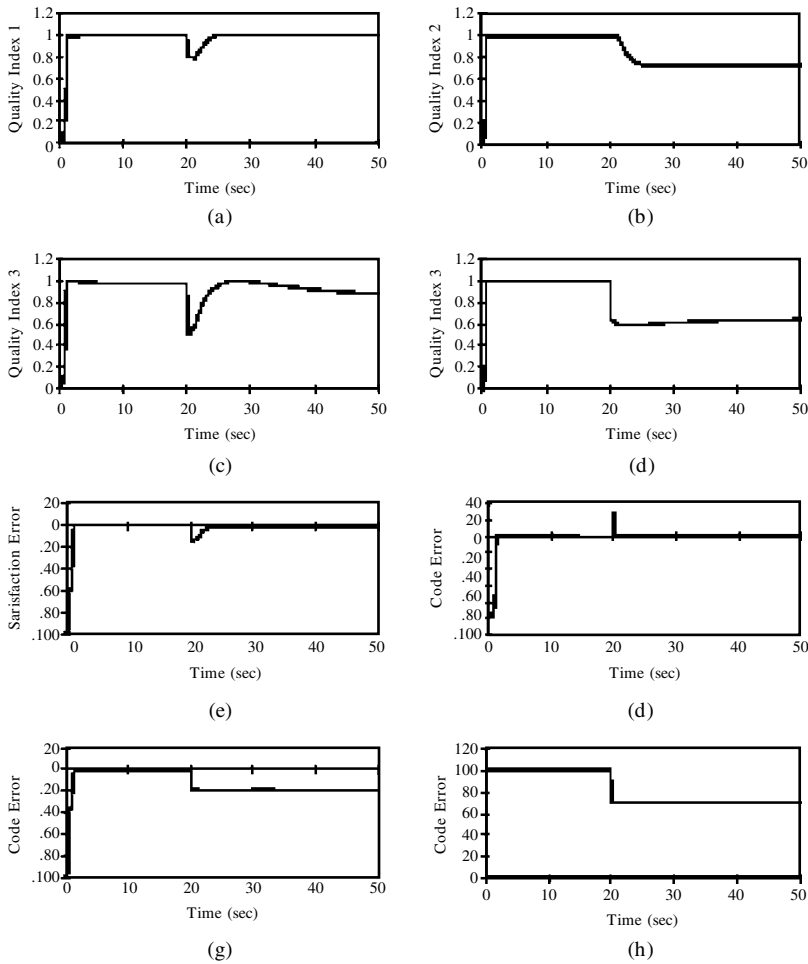 1.2
1
0.8
0.6
0.4
0.2
0
Quality Index 1
0 10 20 30 40 50
Time (sec)
(a)
1.2
1
0.8
0.6
0.4
0.2
0
Quality Index 2
0 10 20 30 40 50
Time (sec)
(b)
1.2
1
0.8
0.6
0.4
0.2
0
Quality Index 3
0 10 20 30 40 50
Time (sec)
(c)
1.2
1
0.8
0.6
0.4
0.2
0
Quality Index 3
0 10 20 30 40 50
Time (sec)
(d)
20
0
.20
.40
.60
.80
.100
Sarisfaction Error
0 10 20 30 40 50
Time (sec)
(e)
40
20
0
20
40
.60
.80
.100
Code Error
0 10 20 30 40 50
Time (sec)
(d)
20
0
.20
.40
.60
.80
.100
Code Error
0 10 20 30 40 50
Time (sec)
(g)
120
100
80
60
40
20
0
Code Error
0 10 20 30 40 50
Time (sec)
(h)